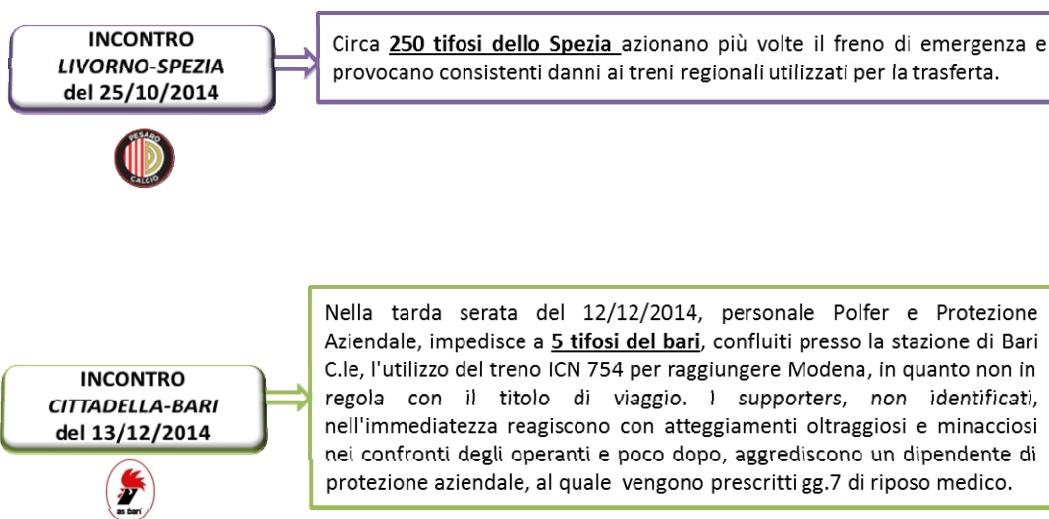 INCONTRO
LIVORNO-SPEZIA
del 25/10/2014
Circa 250 tifosi dello Spezia azionano più volte il freno di emergenza e
provocano consistenti danni ai treni regionali utilizzati per la trasferta.
PESARO
CALCIO
INCONTRO
CITTADELLA-BARI
del 13/12/2014
Nella tarda serata del 12/12/2014, personale Polfer e Protezione
Aziendale, impedisce a 5 tifosi del bari, confluiti presso la stazione di Bari
C.le, l'utilizzo del treno ICN 754 per raggiungere Modena, in quanto non in
regola con il titolo di viaggio. I supporters, non identificati,
nell'immediatezza reagiscono con atteggiamenti oltraggiosi e minacciosi
nei confronti degli operanti e poco dopo, aggrediscono un dipendente di
protezione aziendale, al quale vengono prescritti gg.7 di riposo medico.
as bari